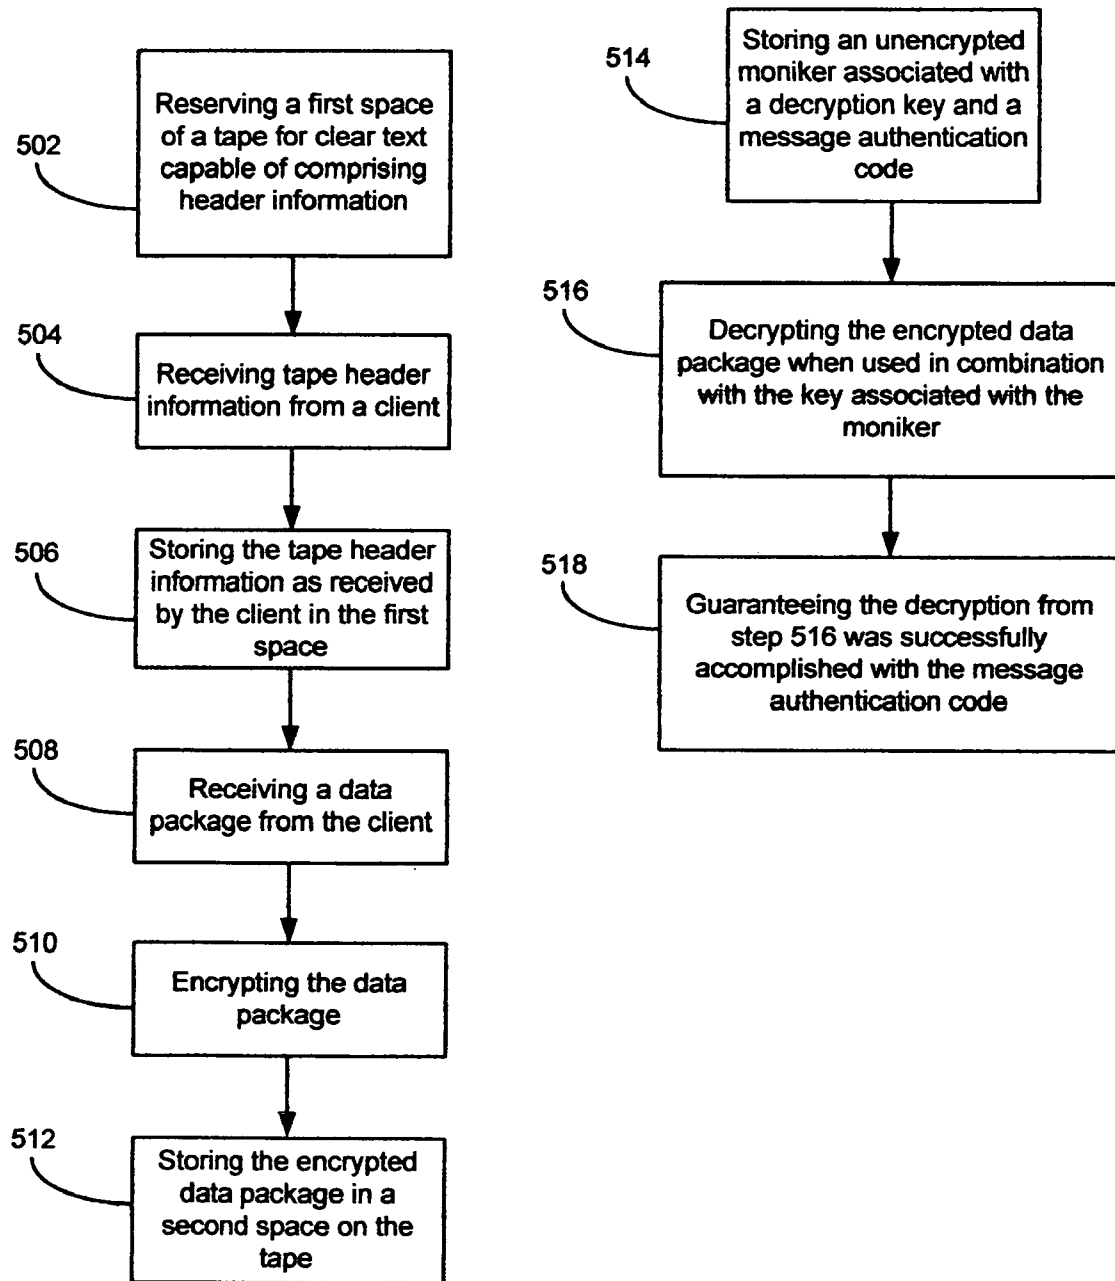 502
Reserving a first space
of a tape for clear text
capable of comprising
header information
504
Receiving tape header
information from a client
506
Storing the tape header
information as received
by the client in the first
space
508
Receiving a data
package from the client
510
Encrypting the data
package
512
Storing the encrypted
data package in a
second space on the
tape
514
Storing an unencrypted
moniker associated with
a decryption key and a
message authentication
code
516
Decrypting the encrypted data
package when used in combination
with the key associated with the
moniker
518
Guaranteeing the decryption from
step 516 was successfully
accomplished with the message
authentication code